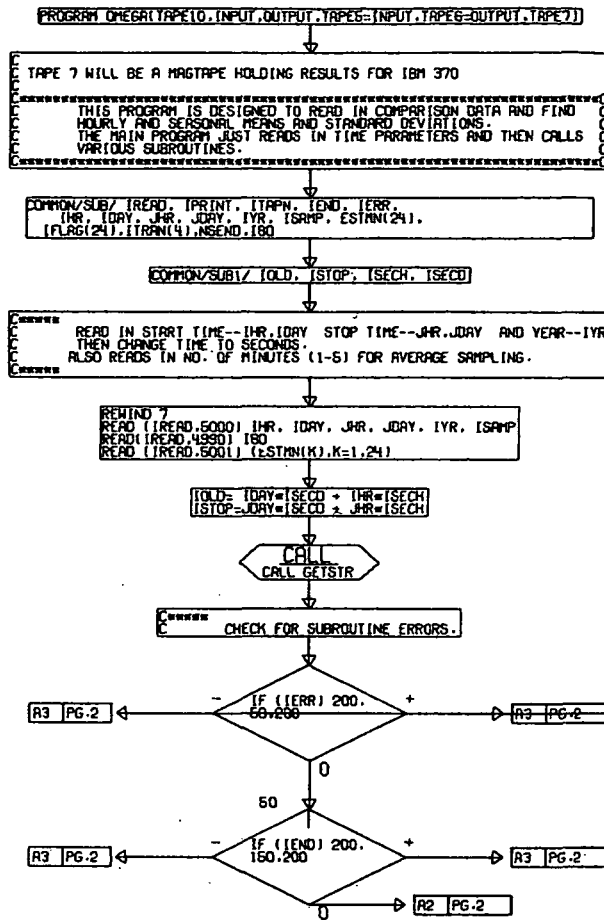 PROGRAM OMEGA(TAPE10,INPUT,OUTPUT,TAPE5=INPUT,TAPE6=OUTPUT,TAPE7)
C
C TAPE 7 WILL BE A MAGTAPE HOLDING RESULTS FOR IBM 370
C
THIS PROGRAM IS DESIGNED TO READ IN COMPARISON DATA AND FIND
HOURLY AND SEASONAL MEANS AND STANDARD DEVIATIONS.
THE MAIN PROGRAM JUST READS IN TIME PARAMETERS AND THEN CALLS
VARIOUS SUBROUTINES.
COMMON/SUB/ IREAD, IPRINT, ITAPN, IEND, IERR,
IHR, IDAY, JHR, JDAY, IYR, ISAMP, ESTMN(24),
IFLAG(24),ITRAN(4),NSEND,IBO
COMMON/SUB1/ IOLD, ISTOP, ISECH, ISECD
C*****
READ IN START TIME--IHR,IDAY STOP TIME--JHR,JDAY AND YEAR--IYR
THEN CHANGE TIME TO SECONDS.
ALSO READS IN NO. OF MINUTES (1-5) FOR AVERAGE SAMPLING.
C*****
REWIND 7
READ (IREAD,5000) IHR, IDAY, JHR, JDAY, IYR, ISAMP
READ(IREAD,4990) IBO
READ (IREAD,5001) (ESTMN(K),K=1,24)
IOLD= IDAY*ISECD + IHR*ISECH
ISTOP=JDAY*ISECD + JHR*ISECH
CALL
CALL GETSTR
C*****
C CHECK FOR SUBROUTINE ERRORS.
IF (IERR) 200,
50,200
- +
A3 PG.2
A3 PG.2
0
50
IF (IEND) 200,
150,200
- +
A3 PG.2
A3 PG.2
0
A2 PG.2